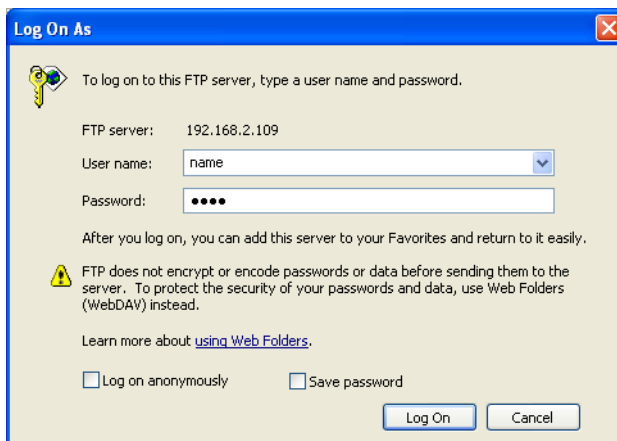 Log On As
To log on to this FTP server, type a user name and password.
FTP server: 192.168.2.109
User name: name
Password: ••••
After you log on, you can add this server to your Favorites and return to it easily.
FTP does not encrypt or encode passwords or data before sending them to the
server. To protect the security of your passwords and data, use Web Folders
(WebDAV) instead.
Learn more about using Web Folders.
Log on anonymously Save password
Log On Cancel